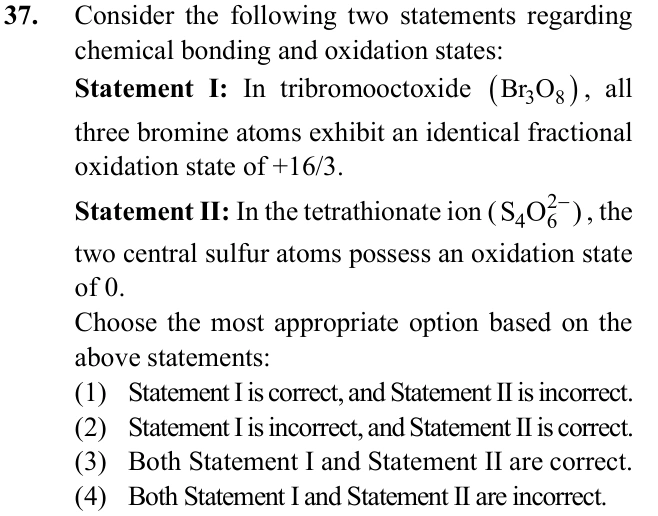 37. Consider the following two statements regarding
chemical bonding and oxidation states:
Statement I: In tribromooctoxide (Br₃O₈), all
three bromine atoms exhibit an identical fractional
oxidation state of +16/3.
Statement II: In the tetrathionate ion (S₄O₆²⁻), the
two central sulfur atoms possess an oxidation state
of 0.
Choose the most appropriate option based on the
above statements:
(1) Statement I is correct, and Statement II is incorrect.
(2) Statement I is incorrect, and Statement II is correct.
(3) Both Statement I and Statement II are correct.
(4) Both Statement I and Statement II are incorrect.